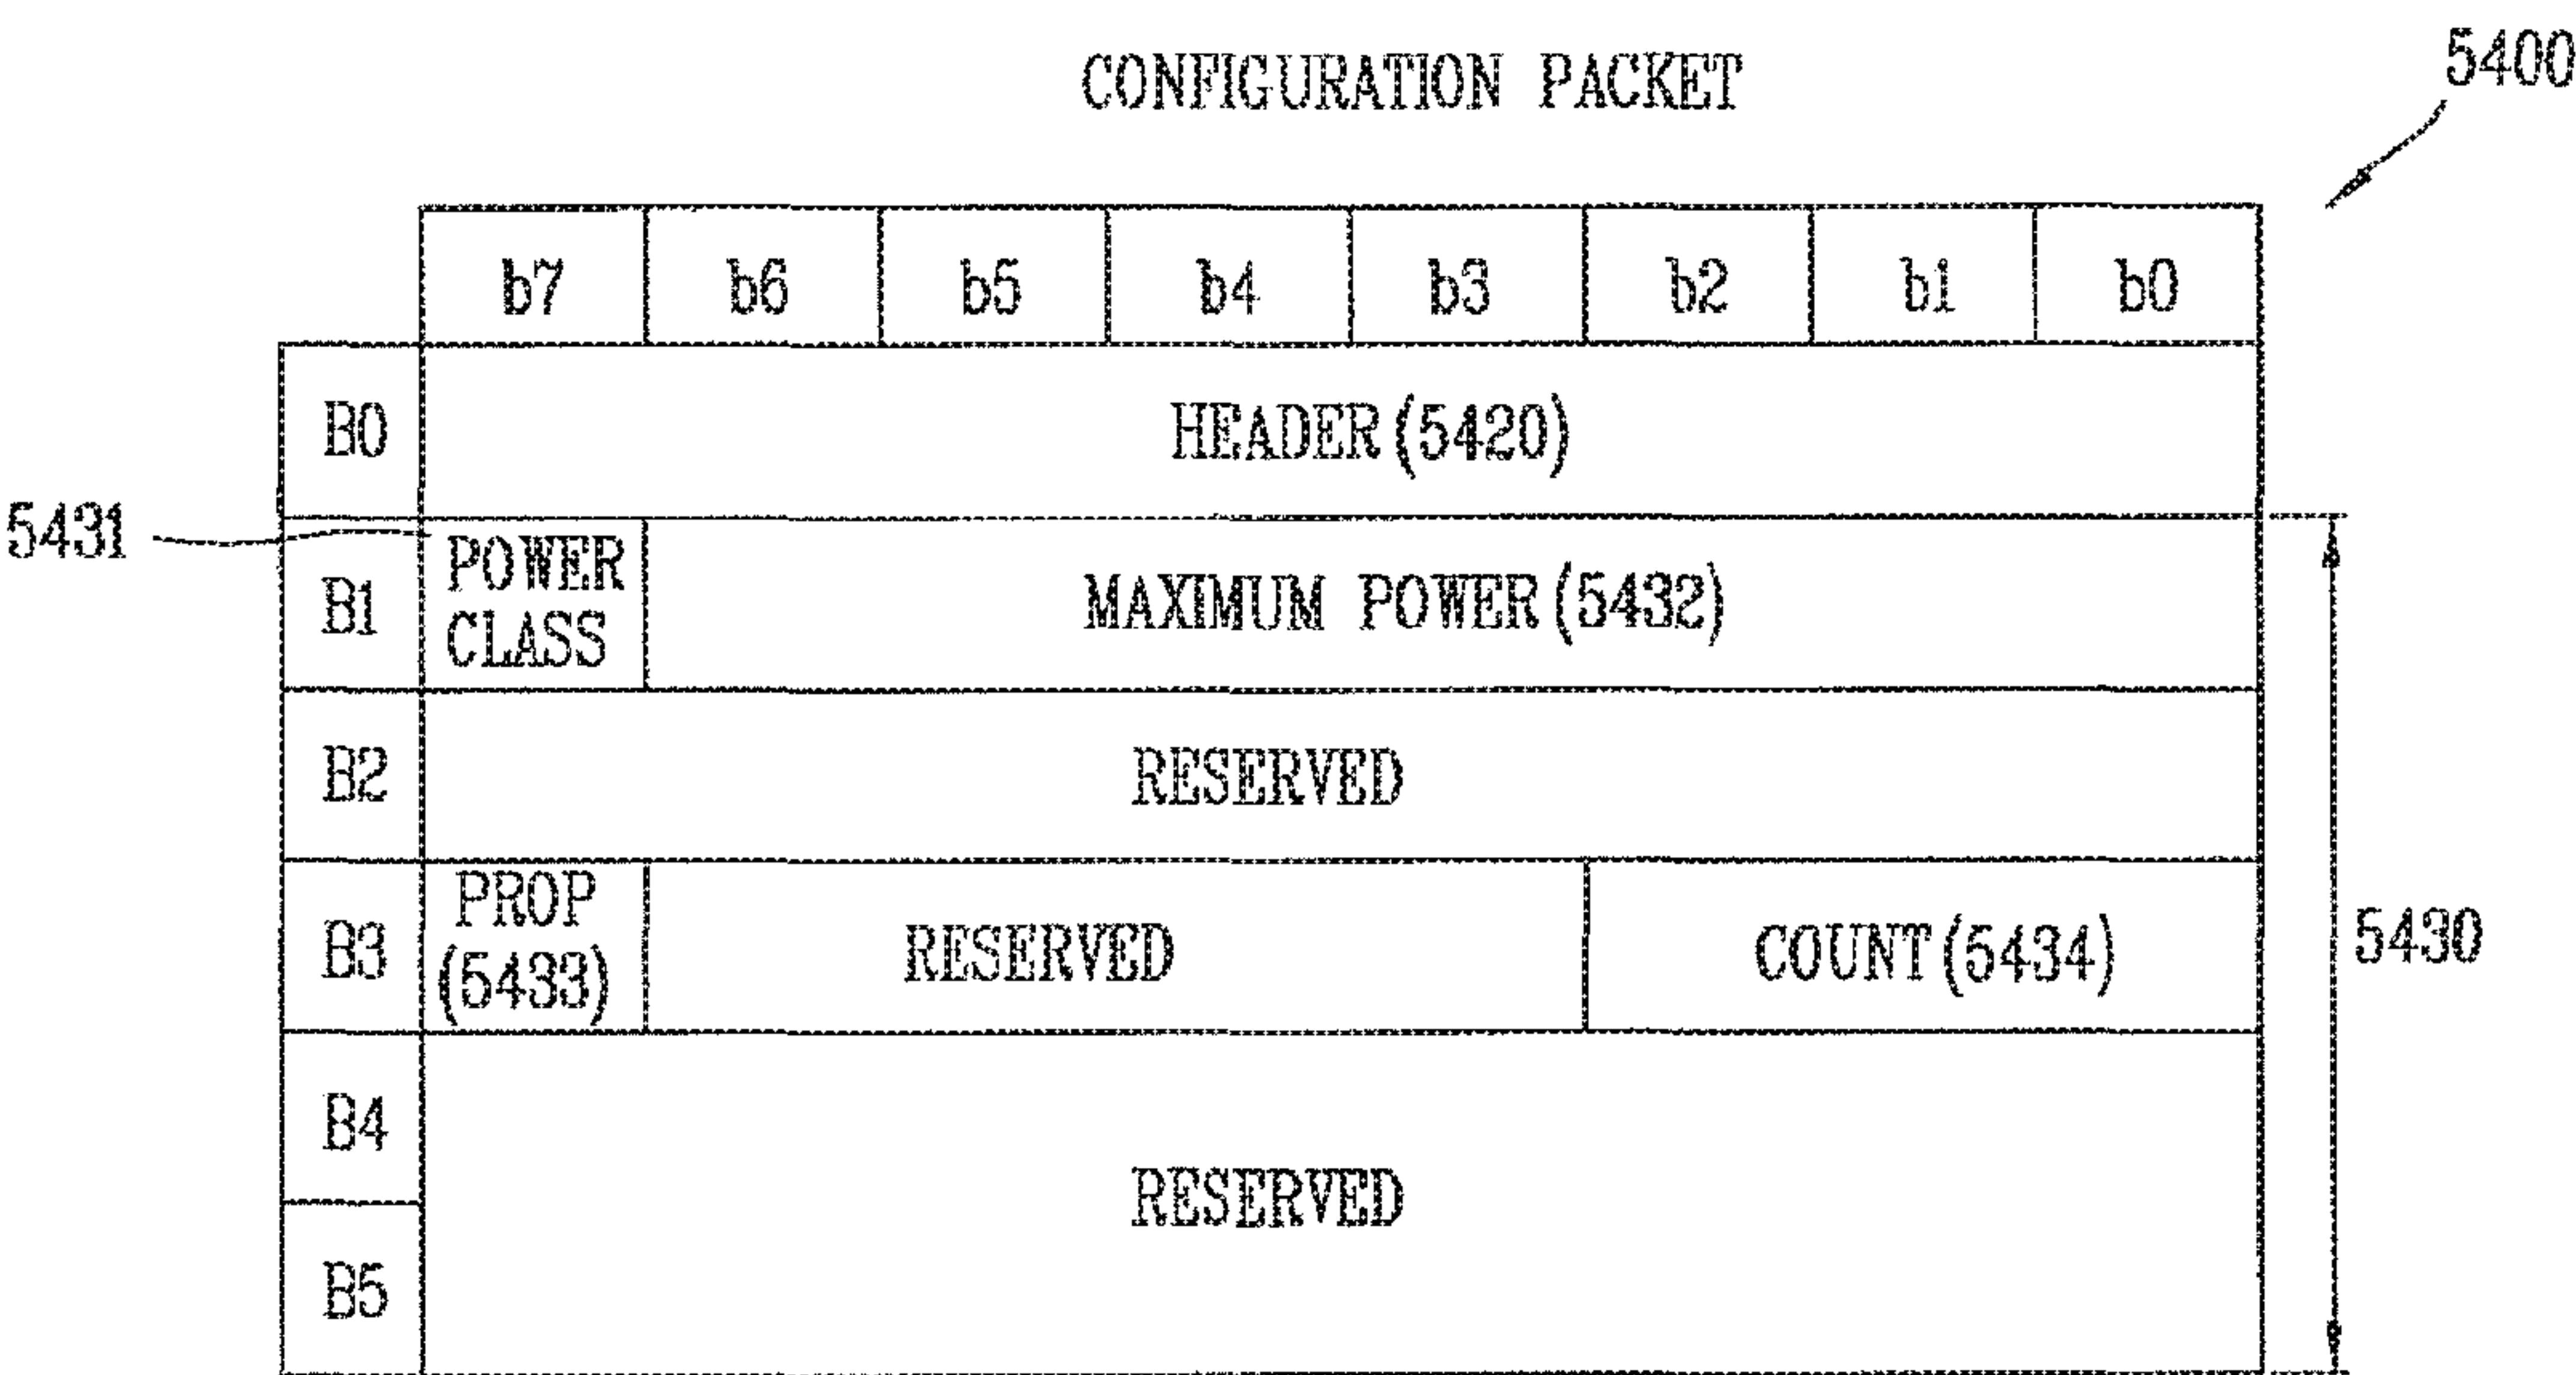 CONFIGURATION PACKET
5400
b7 b6 b5 b4 b3 b2 b1 b0
B0 HEADER(5420)
5431
B1 POWER CLASS MAXIMUM POWER(5432)
B2 RESERVED
B3 PROP (5433) RESERVED COUNT(5434)
5430
B4
RESERVED
B5